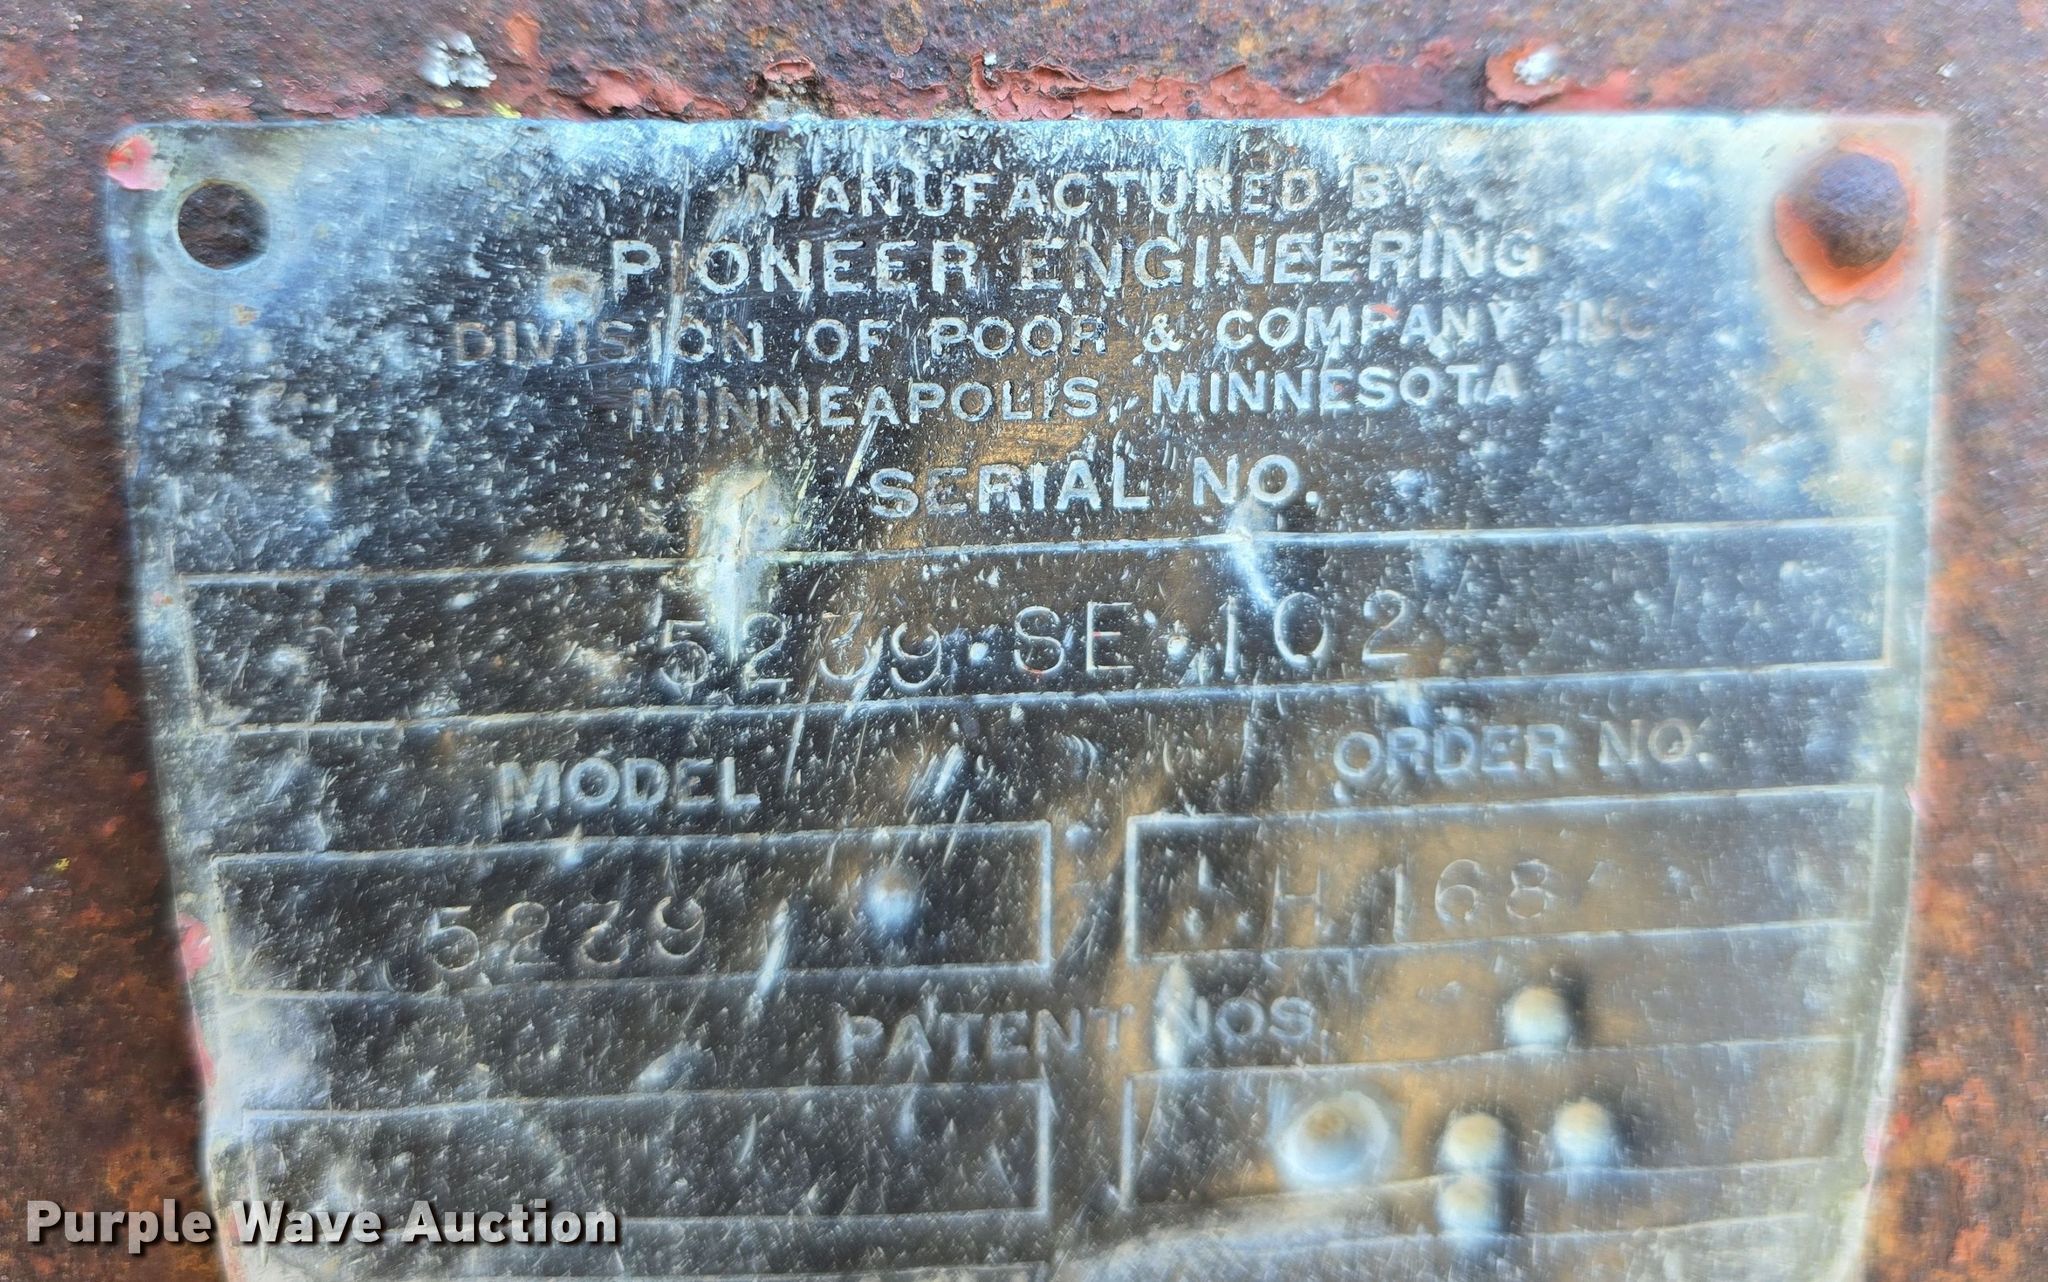 MANUFACTURED BY
PIONEER ENGINEERING
DIVISION OF POOR & COMPANY INC
MINNEAPOLIS, MINNESOTA
SERIAL NO.
5239·SE·102
MODEL ORDER NO.
5239 H 168
PATENT NOS.
Purple Wave Auction